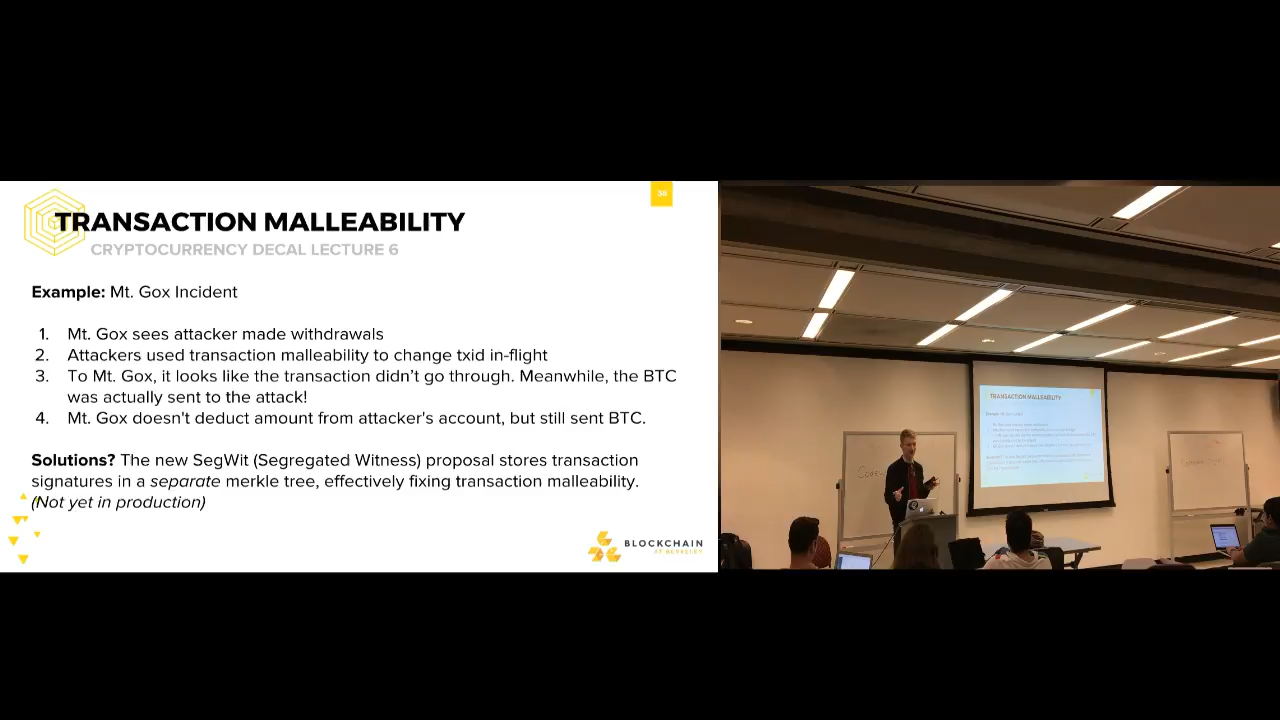 38
TRANSACTION MALLEABILITY
CRYPTOCURRENCY DECAL LECTURE 6
Example: Mt. Gox Incident
1. Mt. Gox sees attacker made withdrawals
2. Attackers used transaction malleability to change txid in-flight
3. To Mt. Gox, it looks like the transaction didn't go through. Meanwhile, the BTC
was actually sent to the attack!
4. Mt. Gox doesn't deduct amount from attacker's account, but still sent BTC.
Solutions? The new SegWit (Segregated Witness) proposal stores transaction
signatures in a separate merkle tree, effectively fixing transaction malleability.
(Not yet in production)
BLOCKCHAIN
AT BERKELEY
TRANSACTION MALLEABILITY